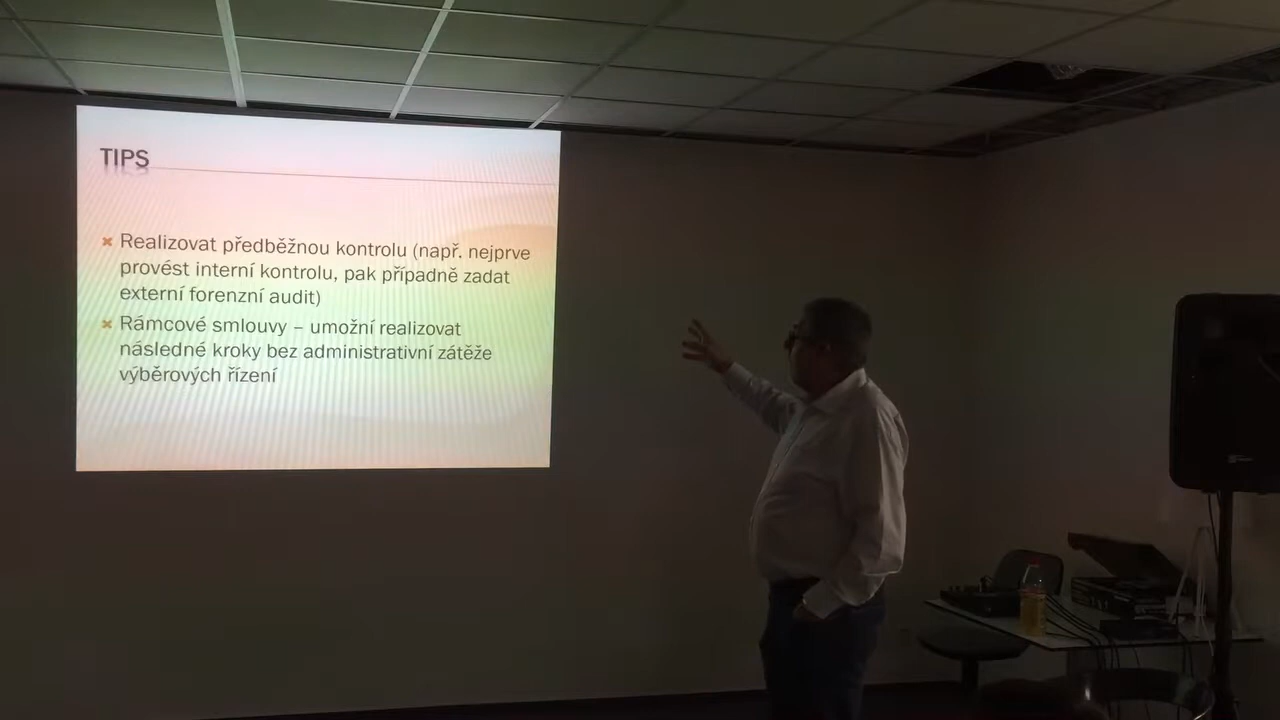 TIPS
Realizovat předběžnou kontrolu (např. nejprve
provést interní kontrolu, pak případně zadat
externí forenzní audit)
Rámcové smlouvy – umožní realizovat
následné kroky bez administrativní zátěže
výběrových řízení